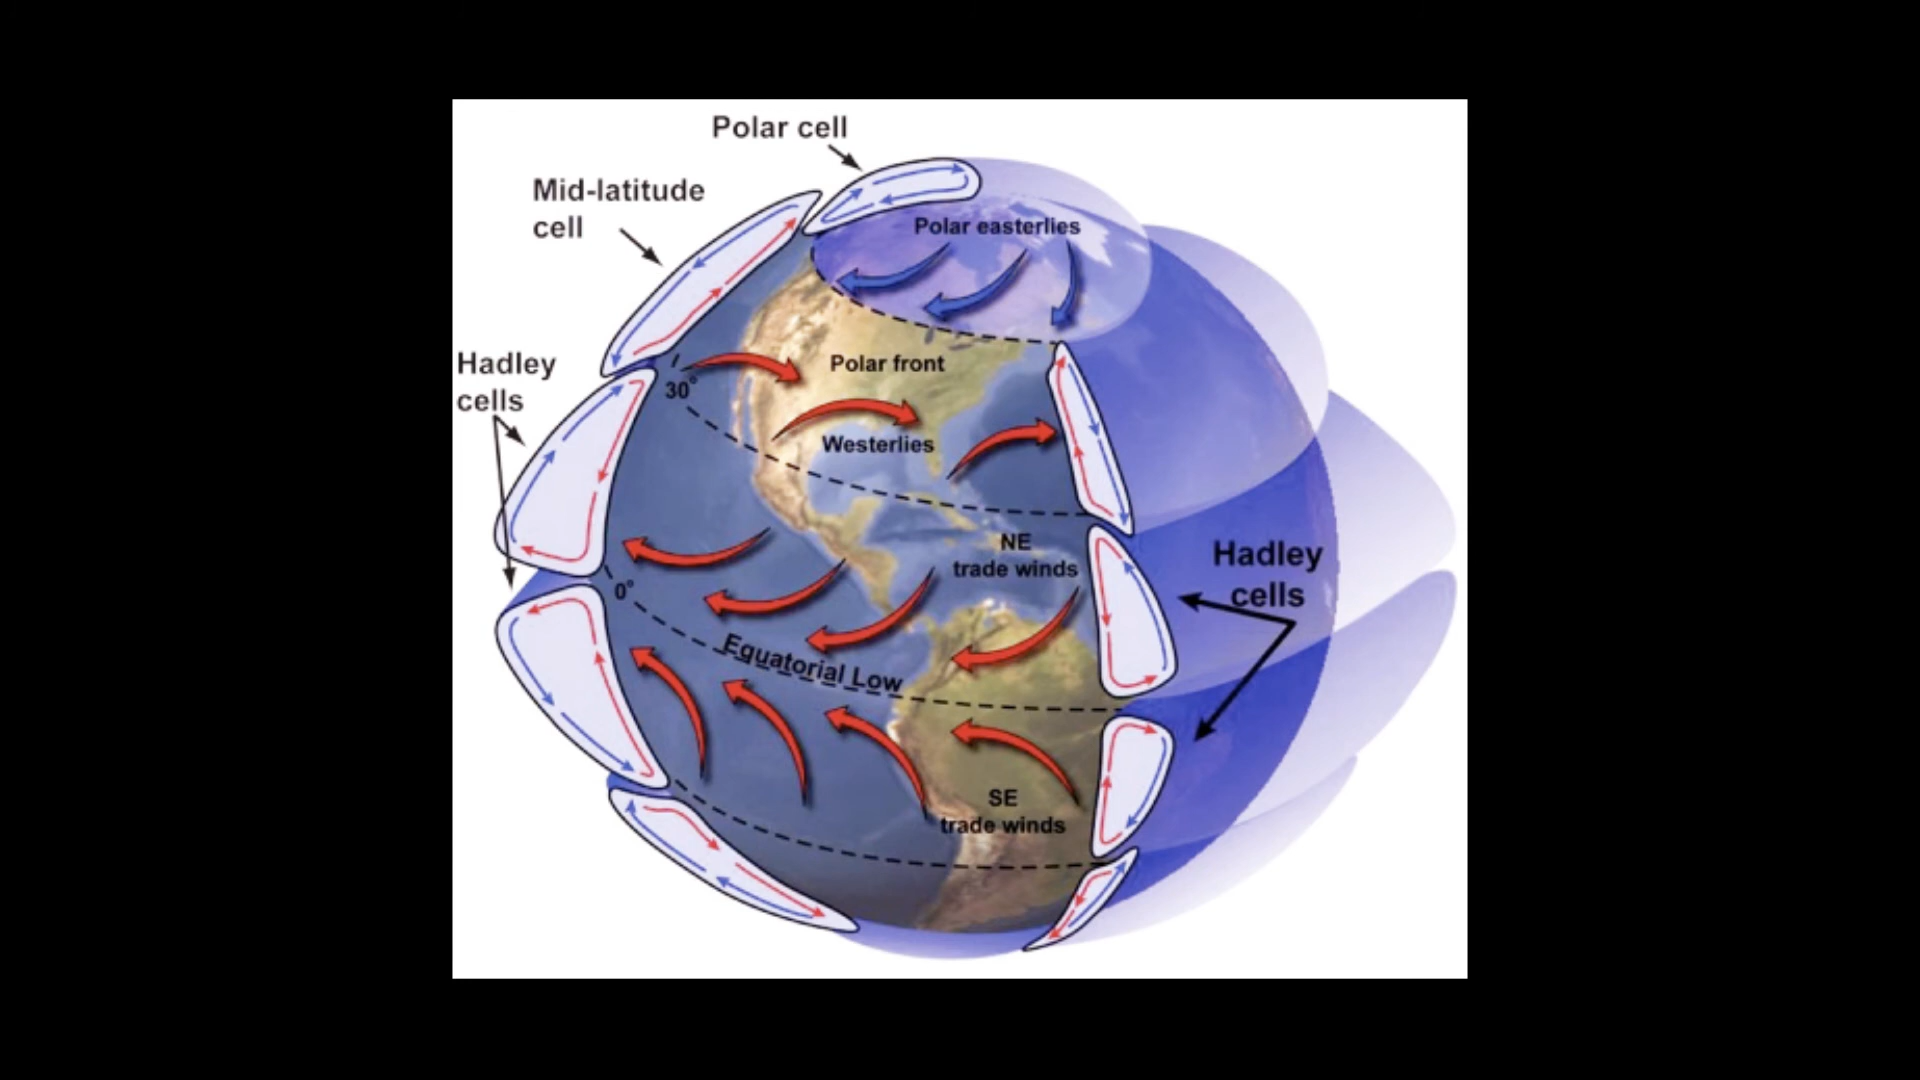 Polar cell
Mid-latitude
cell
Polar easterlies
Hadley
cells
Polar front
30°
Westerlies
NE
trade winds
Hadley
cells
0°
Equatorial Low
SE
trade winds